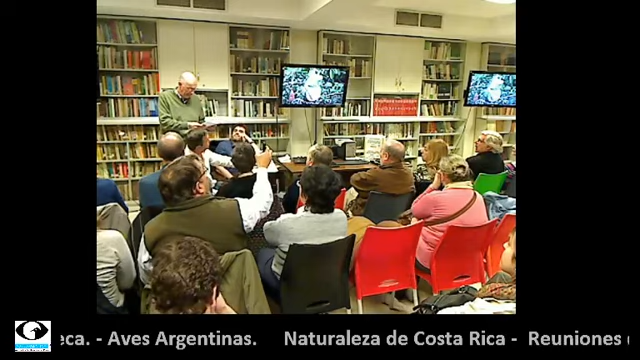 eca. - Aves Argentinas. Naturaleza de Costa Rica - Reuniones